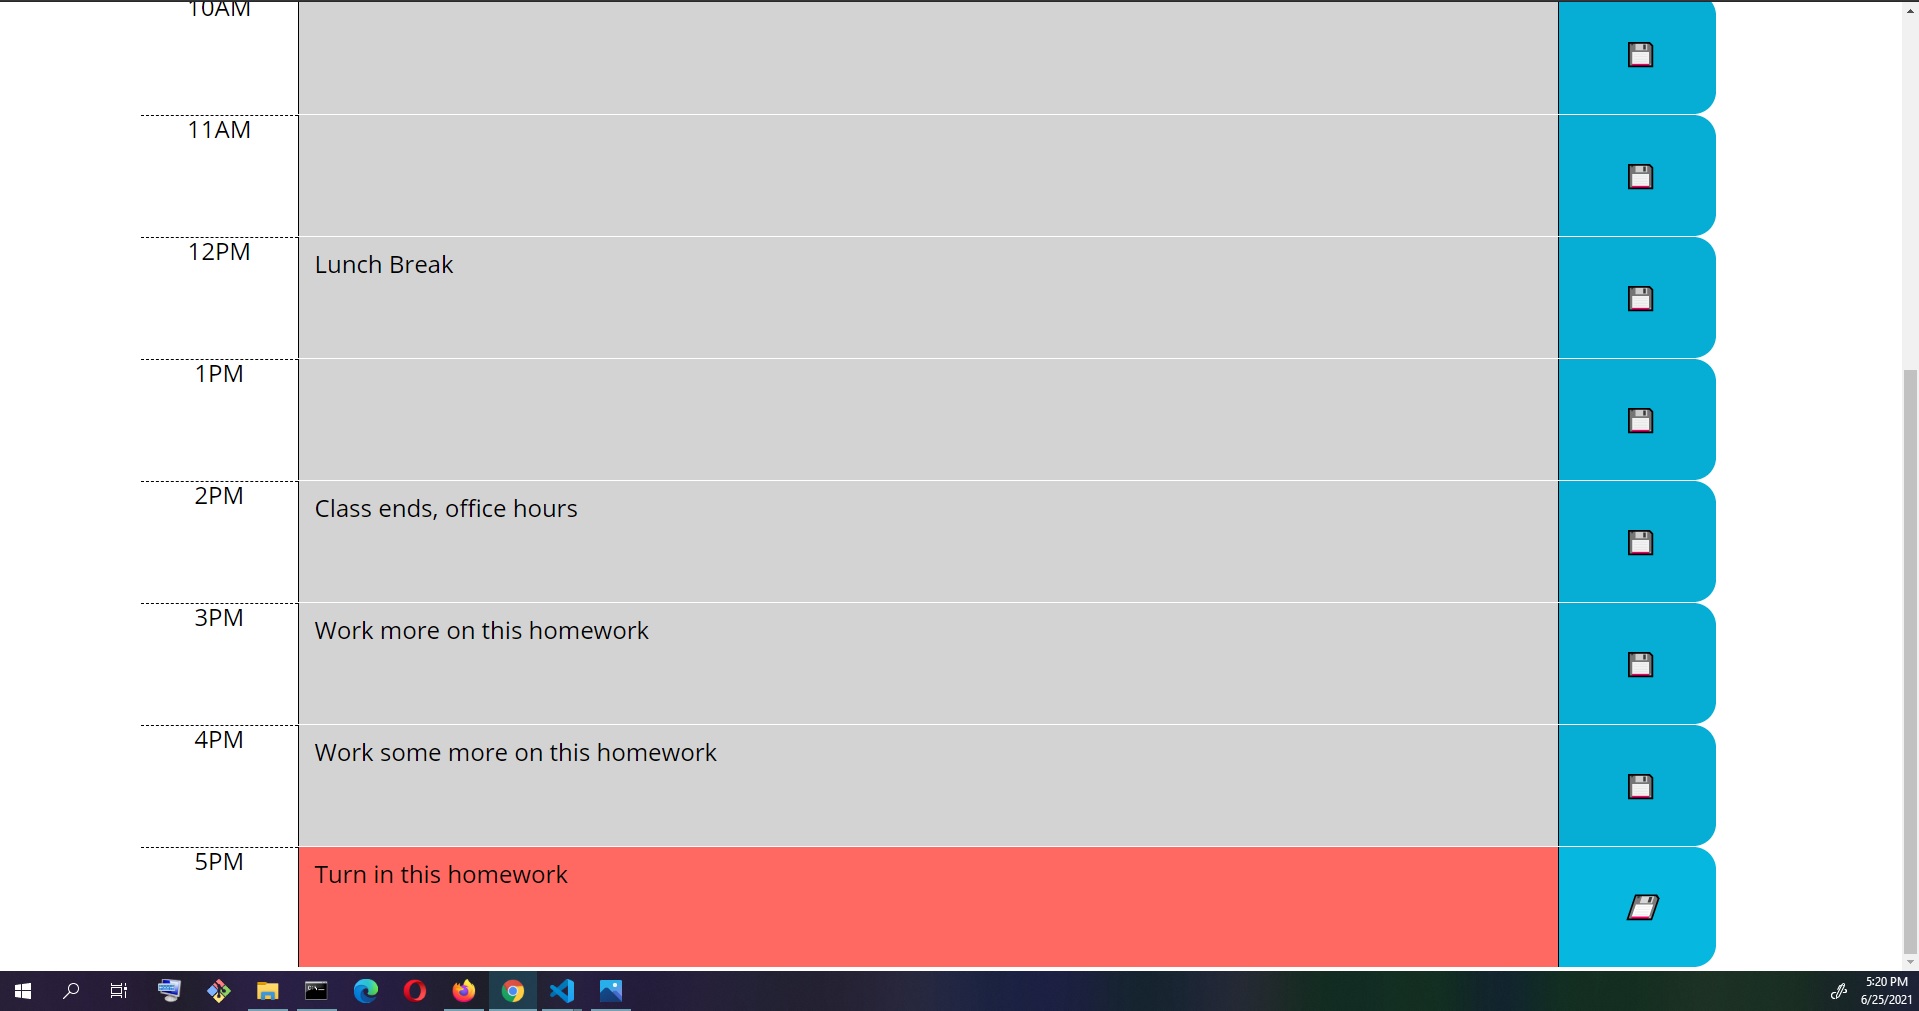 10AM
11AM
12PM
Lunch Break
1PM
2PM
Class ends, office hours
3PM
Work more on this homework
4PM
Work some more on this homework
5PM
Turn in this homework
5:20 PM
6/25/2021